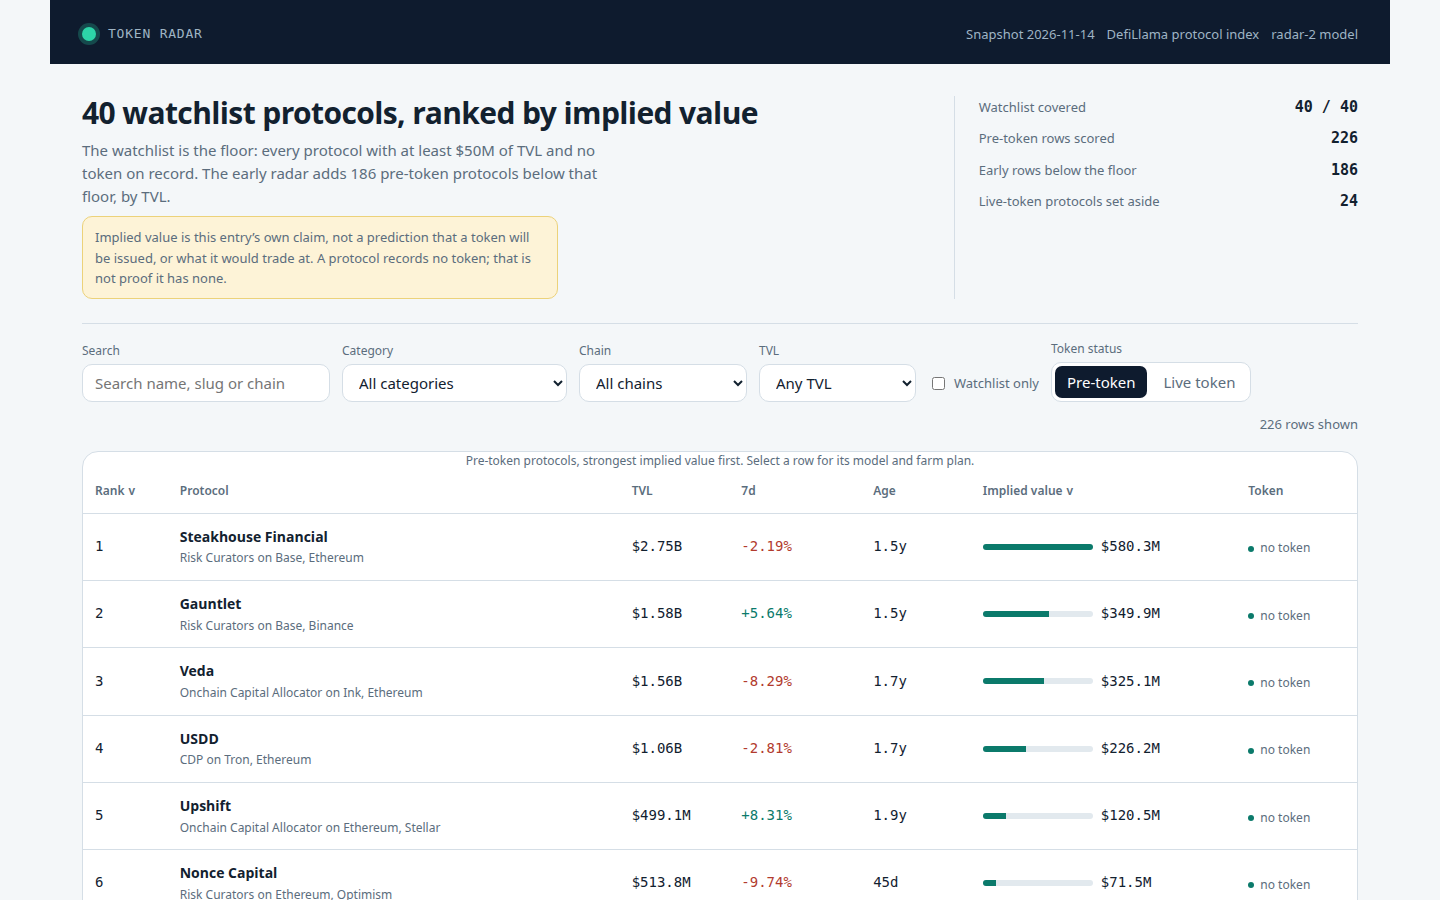 TOKEN RADAR
Snapshot 2026-11-14 DefiLlama protocol index radar-2 model
40 watchlist protocols, ranked by implied value
The watchlist is the floor: every protocol with at least $50M of TVL and no
token on record. The early radar adds 186 pre-token protocols below that
floor, by TVL.
Implied value is this entry's own claim, not a prediction that a token will
be issued, or what it would trade at. A protocol records no token; that is
not proof it has none.
Watchlist covered 40 / 40
Pre-token rows scored 226
Early rows below the floor 186
Live-token protocols set aside 24
Search Category Chain TVL Token status
Search name, slug or chain All categories All chains Any TVL Watchlist only Pre-token Live token
226 rows shown
Pre-token protocols, strongest implied value first. Select a row for its model and farm plan.
Rank v Protocol TVL 7d Age Implied value v Token
1 Steakhouse Financial $2.75B -2.19% 1.5y $580.3M no token
Risk Curators on Base, Ethereum
2 Gauntlet $1.58B +5.64% 1.5y $349.9M no token
Risk Curators on Base, Binance
3 Veda $1.56B -8.29% 1.7y $325.1M no token
Onchain Capital Allocator on Ink, Ethereum
4 USDD $1.06B -2.81% 1.7y $226.2M no token
CDP on Tron, Ethereum
5 Upshift $499.1M +8.31% 1.9y $120.5M no token
Onchain Capital Allocator on Ethereum, Stellar
6 Nonce Capital $513.8M -9.74% 45d $71.5M no token
Risk Curators on Ethereum, Optimism